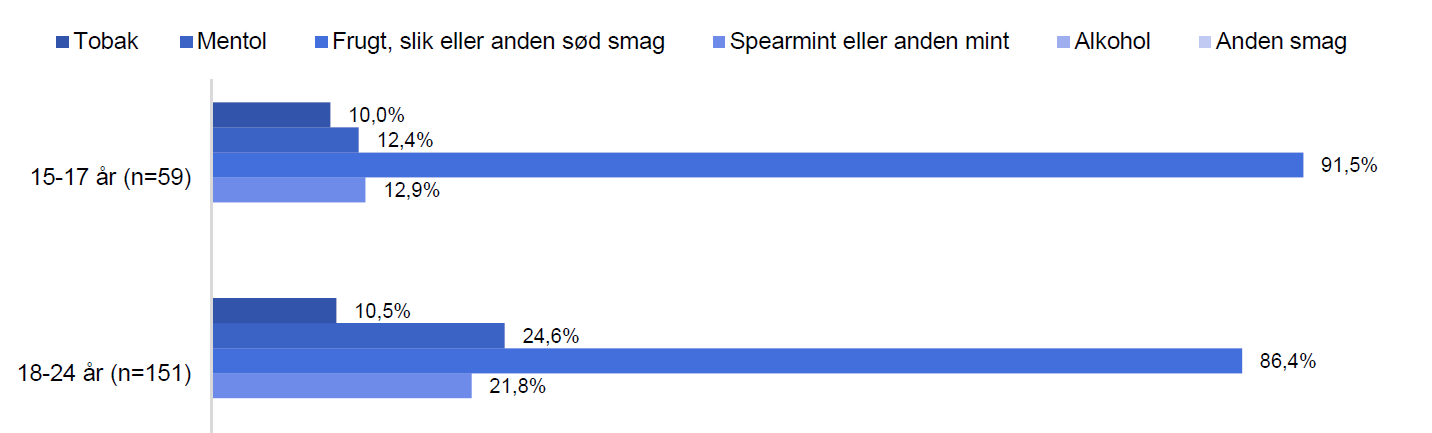 Tobak Mentol Frugt, slik eller anden sød smag Spearmint eller anden mint Alkohol Anden smag
10,0%
12,4%
15-17 år (n=59) 91,5%
12,9%
10,5%
24,6%
18-24 år (n=151) 86,4%
21,8%